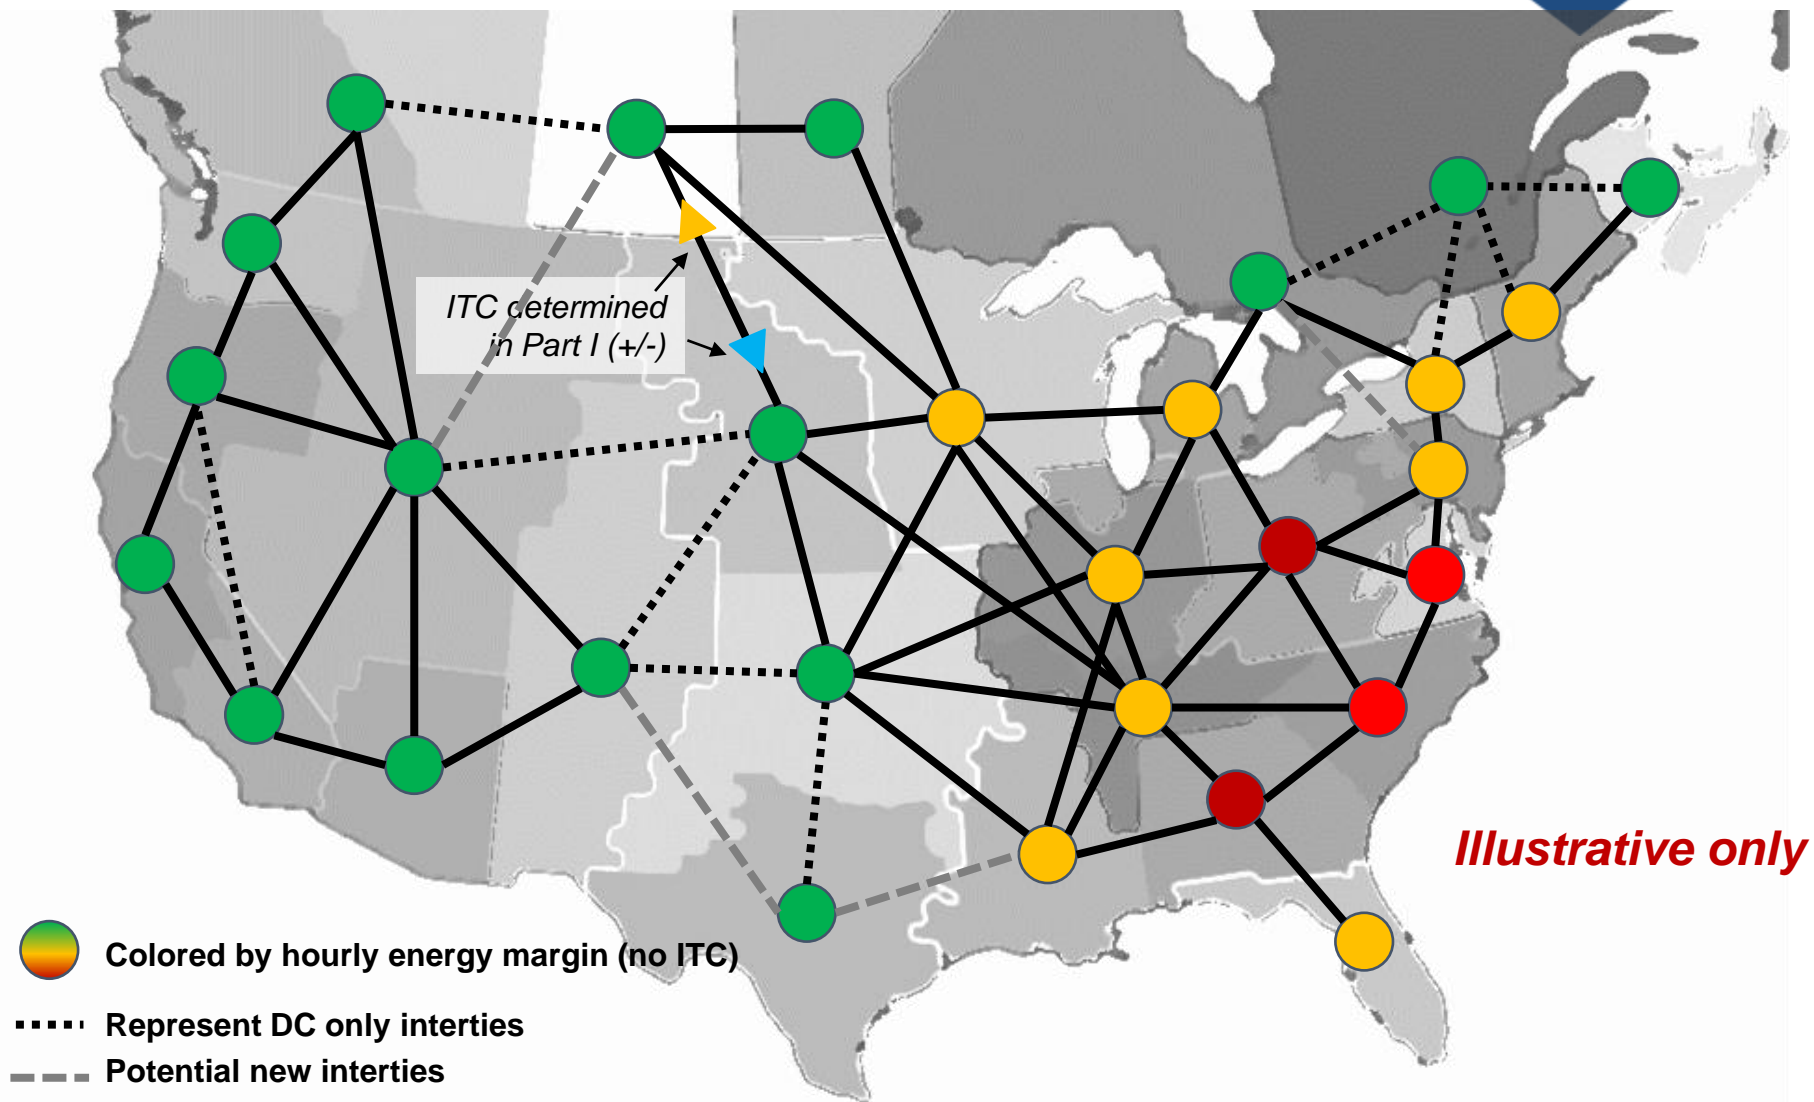 ITC determined
in Part I (+/-)
Illustrative only
Colored by hourly energy margin (no ITC)
Represent DC only interties
Potential new interties